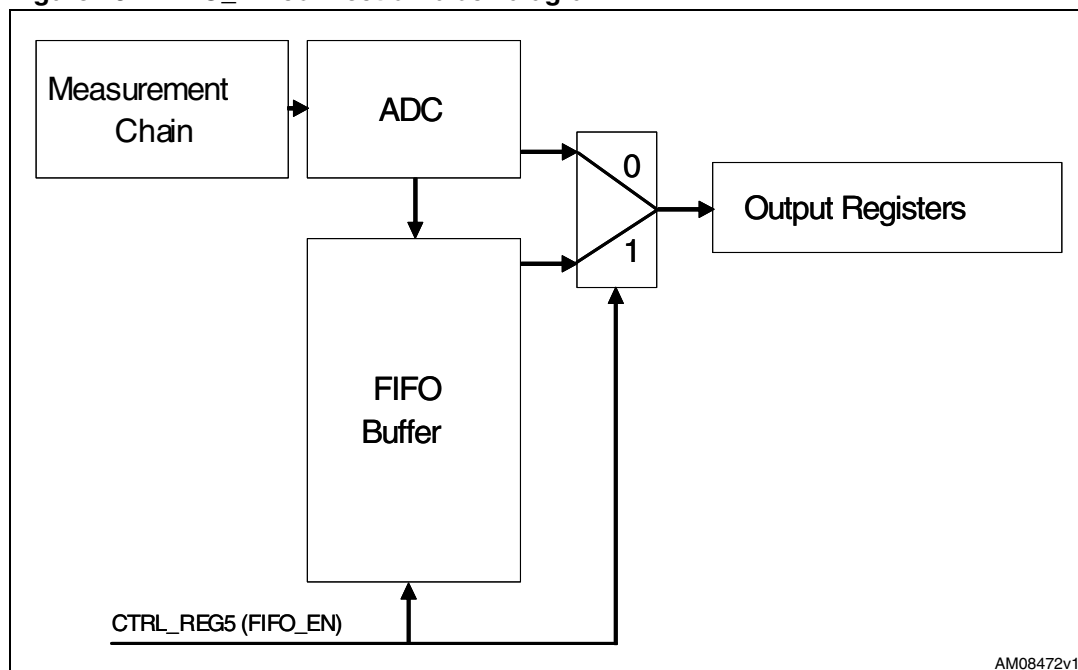 Measurement
Chain
ADC
0
1
Output Registers
FIFO
Buffer
CTRL_REG5 (FIFO_EN)
AM08472v1